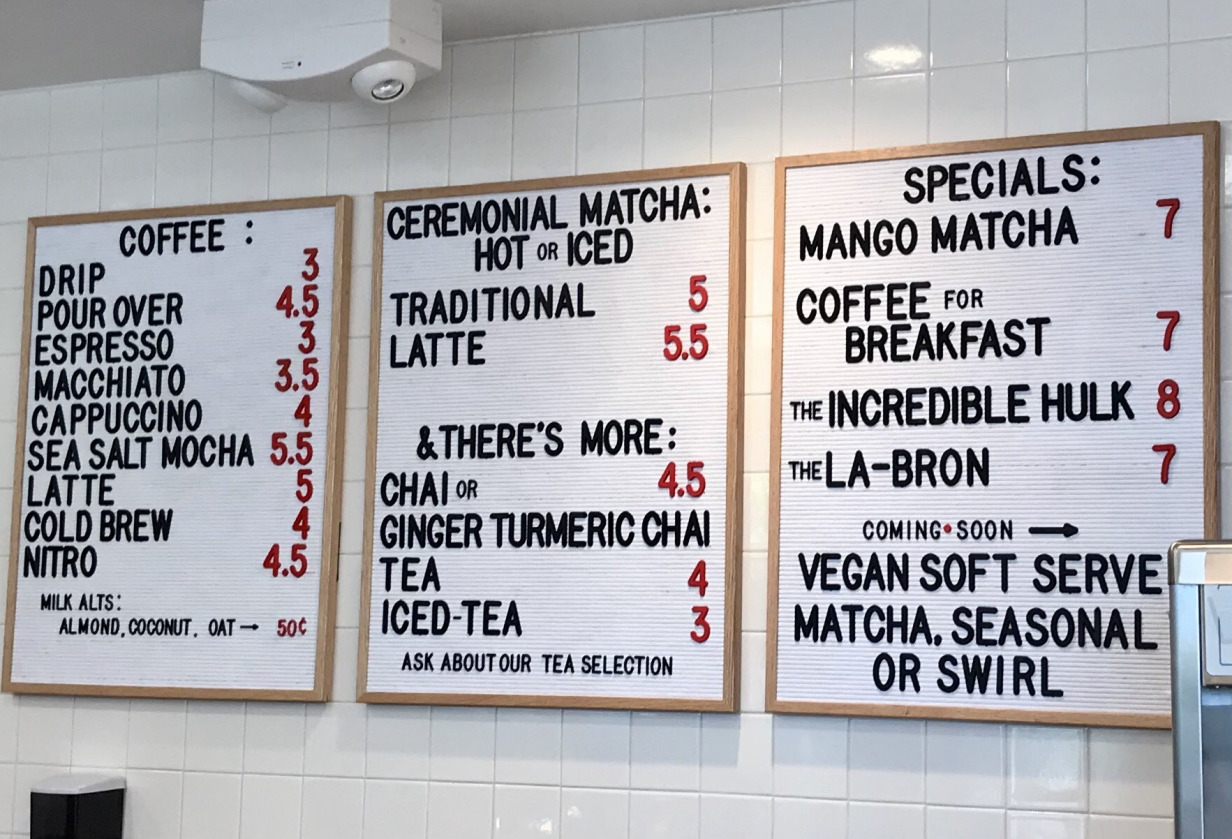 COFFEE :
DRIP 3
POUR OVER 4.5
ESPRESSO 3
MACCHIATO 3.5
CAPPUCCINO 4
SEA SALT MOCHA 5.5
LATTE 5
COLD BREW 4
NITRO 4.5
MILK ALTS:
ALMOND, COCONUT, OAT → 50¢
CEREMONIAL MATCHA:
HOT OR ICED
TRADITIONAL 5
LATTE 5.5
& THERE'S MORE:
CHAI OR 4.5
GINGER TURMERIC CHAI
TEA 4
ICED-TEA 3
ASK ABOUT OUR TEA SELECTION
SPECIALS:
MANGO MATCHA 7
COFFEE FOR
BREAKFAST 7
THE INCREDIBLE HULK 8
THE LA-BRON 7
COMING•SOON →
VEGAN SOFT SERVE
MATCHA, SEASONAL
OR SWIRL